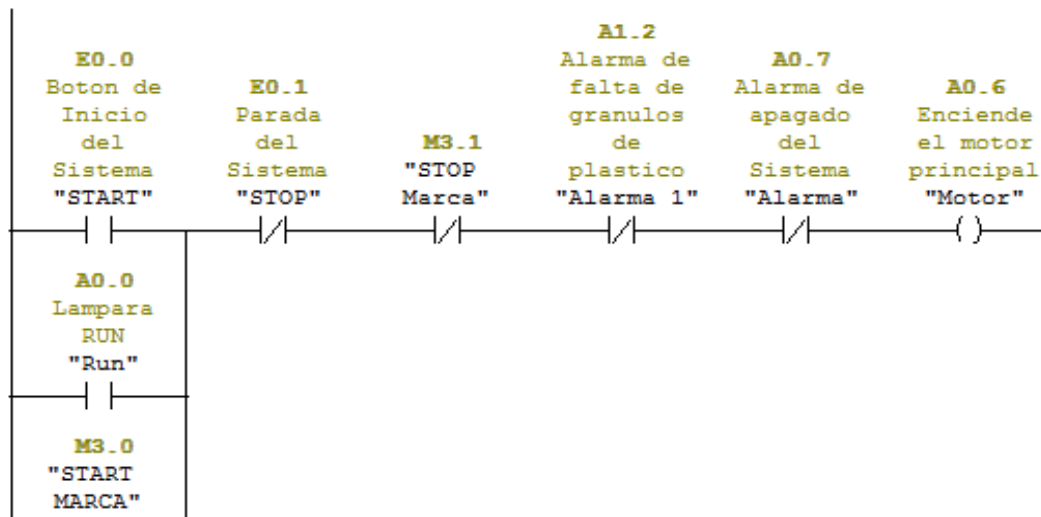 E0.0
Boton de
Inicio
del
Sistema
"START"
E0.1
Parada
del
Sistema
"STOP"
M3.1
"STOP
Marca"
A1.2
Alarma de
falta de
granulos
de
plastico
"Alarma 1"
A0.7
Alarma de
apagado
del
Sistema
"Alarma"
A0.6
Enciende
el motor
principal
"Motor"
A0.0
Lampara
RUN
"Run"
M3.0
"START
MARCA"